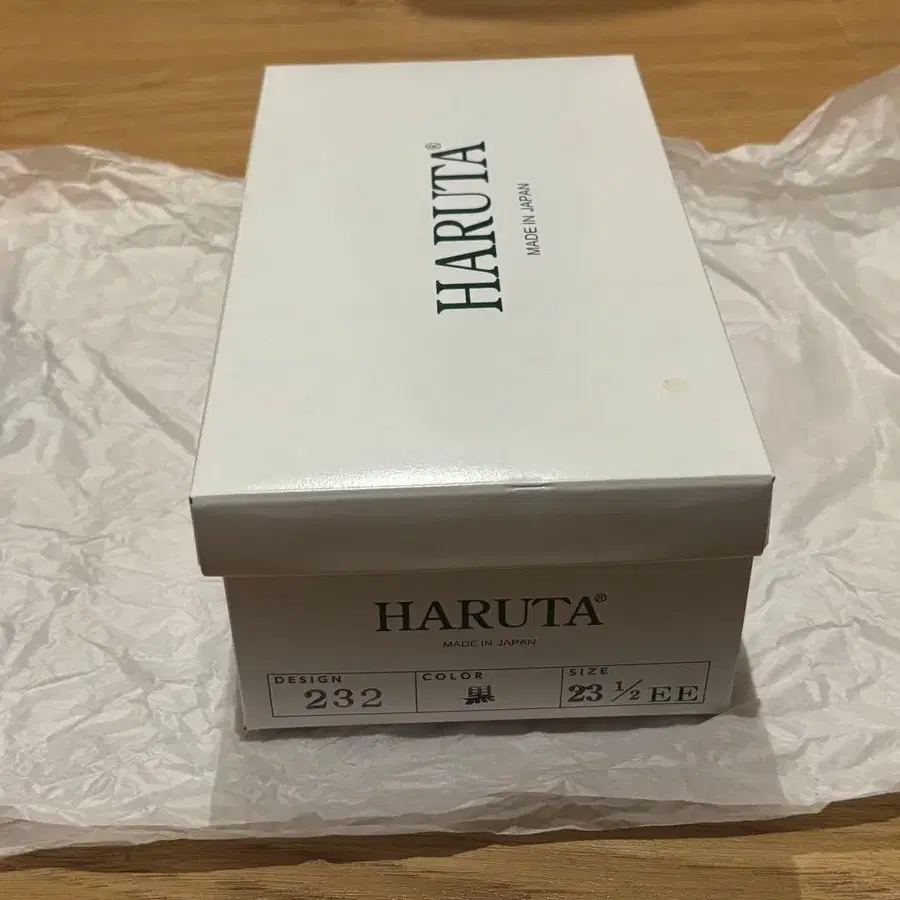 HARUTA®
MADE IN JAPAN
HARUTA®
MADE IN JAPAN
DESIGN 232 COLOR 黒 SIZE 23 1/2 EE